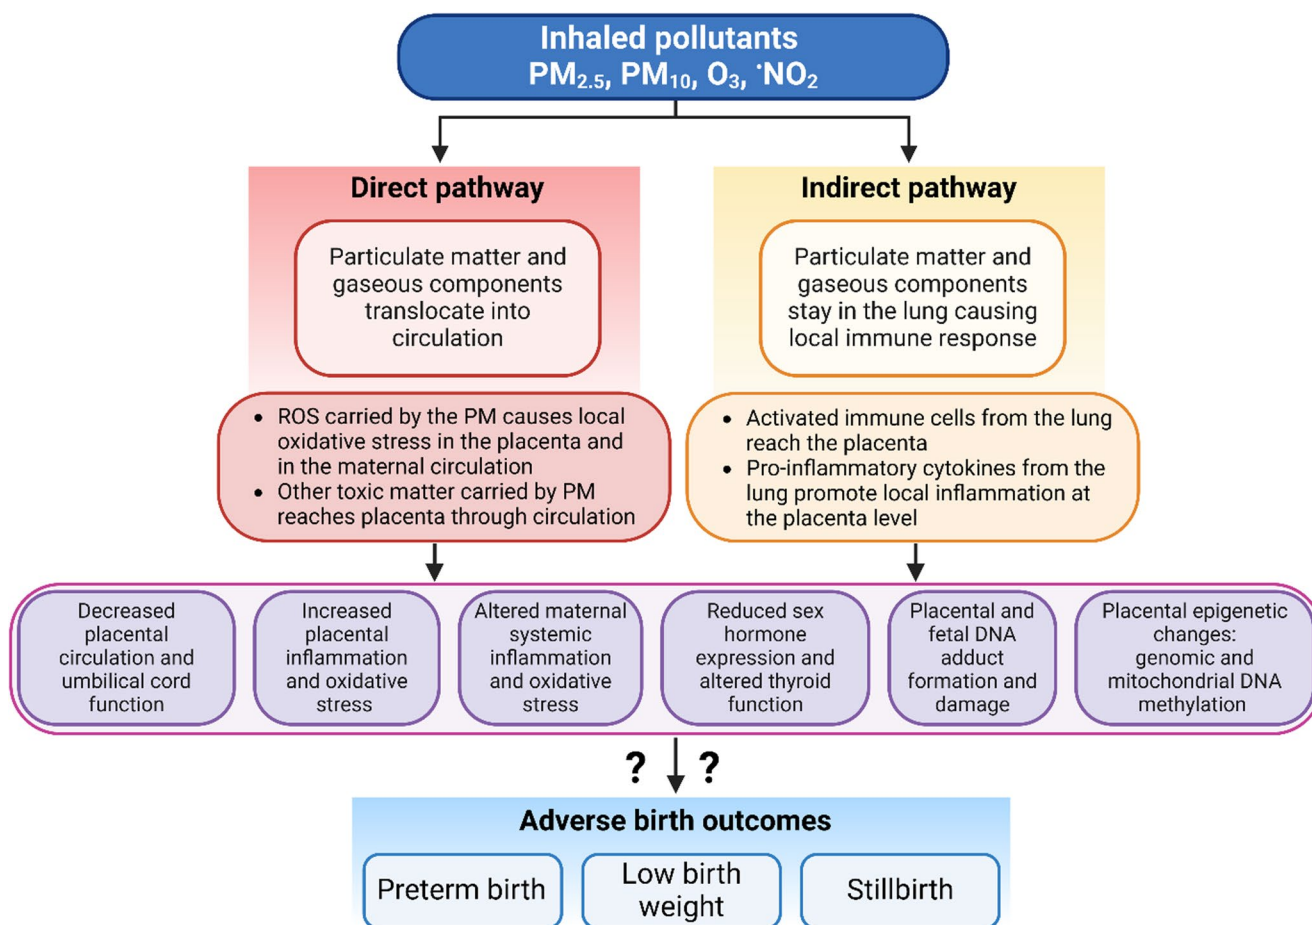 Inhaled pollutants
PM₂.₅, PM₁₀, O₃, ˙NO₂
Direct pathway
Particulate matter and
gaseous components
translocate into
circulation
• ROS carried by the PM causes local
oxidative stress in the placenta and
in the maternal circulation
• Other toxic matter carried by PM
reaches placenta through circulation
Indirect pathway
Particulate matter and
gaseous components
stay in the lung causing
local immune response
• Activated immune cells from the lung
reach the placenta
• Pro-inflammatory cytokines from the
lung promote local inflammation at
the placenta level
Decreased
placental
circulation and
umbilical cord
function
Increased
placental
inflammation
and oxidative
stress
Altered maternal
systemic
inflammation
and oxidative
stress
Reduced sex
hormone
expression and
altered thyroid
function
Placental and
fetal DNA
adduct
formation and
damage
Placental epigenetic
changes:
genomic and
mitochondrial DNA
methylation
? ?
Adverse birth outcomes
Preterm birth
Low birth
weight
Stillbirth